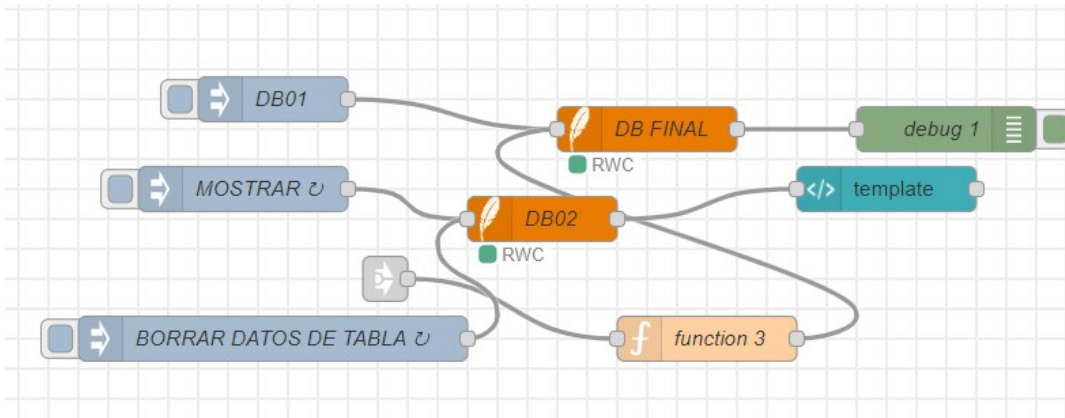 DB01
DB FINAL
debug 1
RWC
MOSTRAR ↻
template
DB02
RWC
BORRAR DATOS DE TABLA ↻
function 3